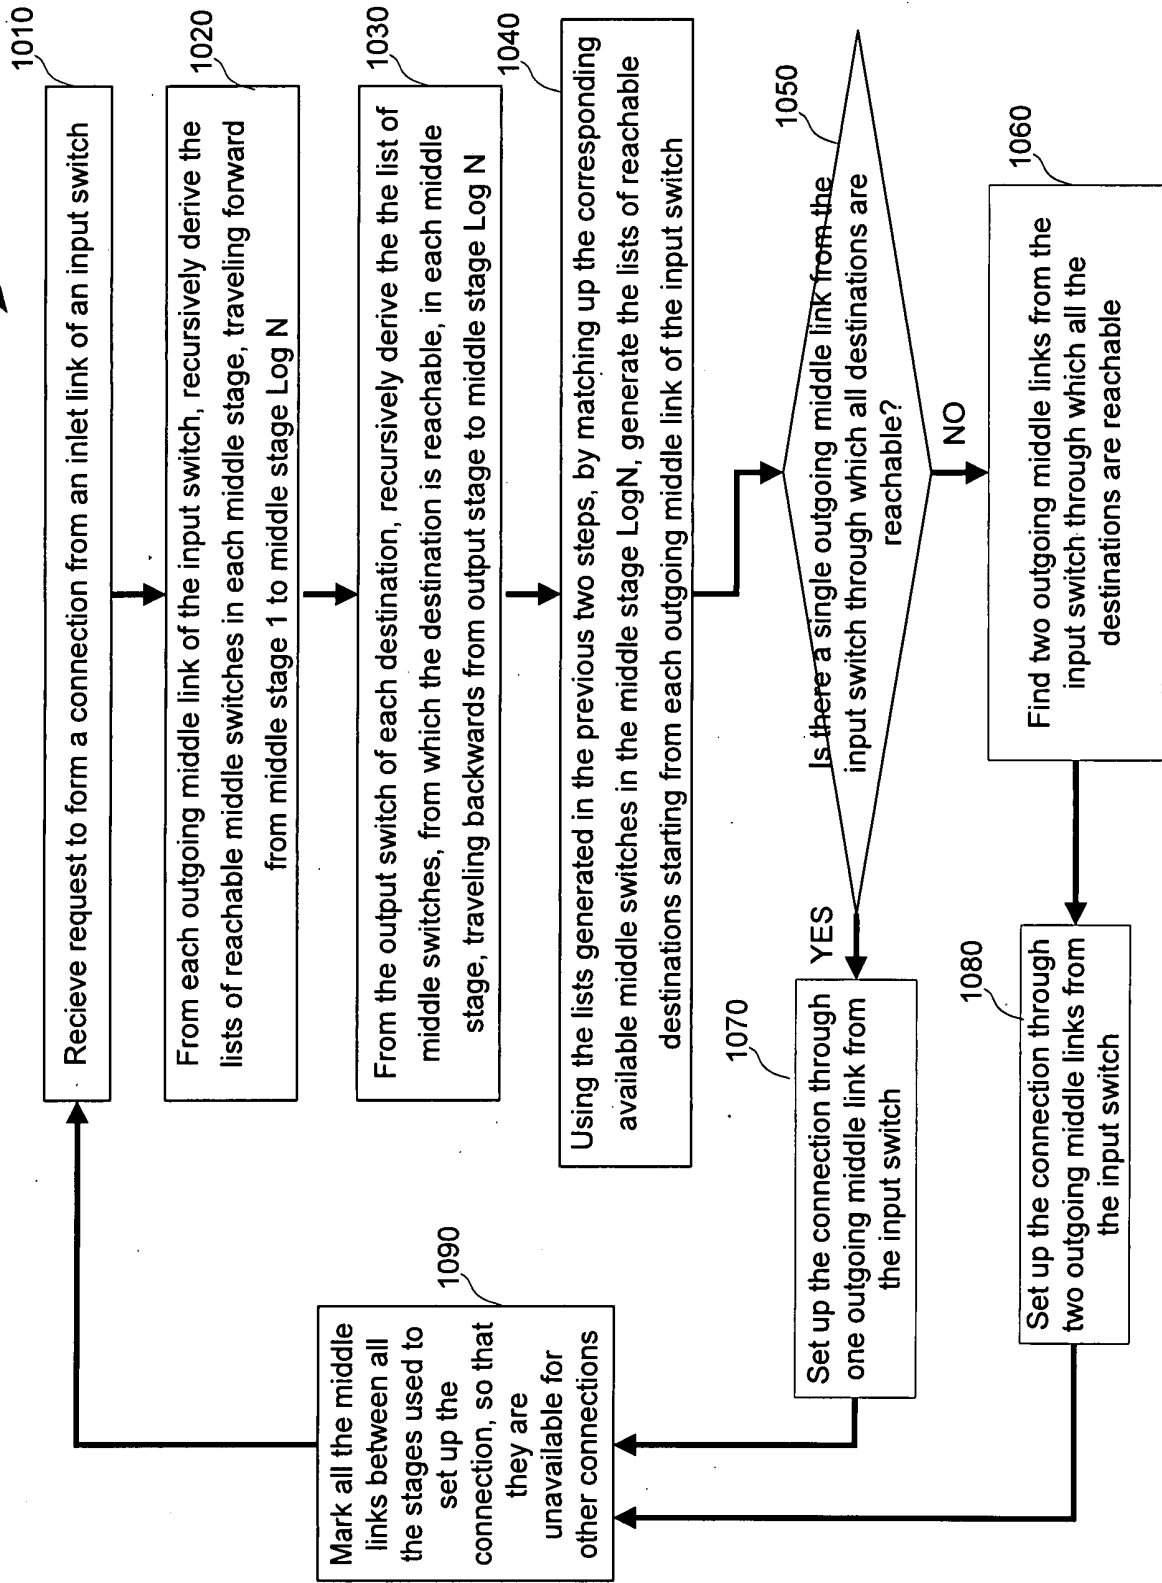 1010
Recieve request to form a connection from an inlet link of an input switch
1020
From each outgoing middle link of the input switch, recursively derive the
lists of reachable middle switches in each middle stage, traveling forward
from middle stage 1 to middle stage Log N
1030
From the output switch of each destination, recursively derive the the list of
middle switches, from which the destination is reachable, in each middle
stage, traveling backwards from output stage to middle stage Log N
1040
Using the lists generated in the previous two steps, by matching up the corresponding
available middle switches in the middle stage LogN, generate the lists of reachable
destinations starting from each outgoing middle link of the input switch
1050
Is there a single outgoing middle link from the
input switch through which all destinations are
reachable?
YES
NO
1060
Find two outgoing middle links from the
input switch through which all the
destinations are reachable
1070
Set up the connection through
one outgoing middle link from
the input switch
1080
Set up the connection through
two outgoing middle links from
the input switch
1090
Mark all the middle
links between all
the stages used to
set up the
connection, so that
they are
unavailable for
other connections